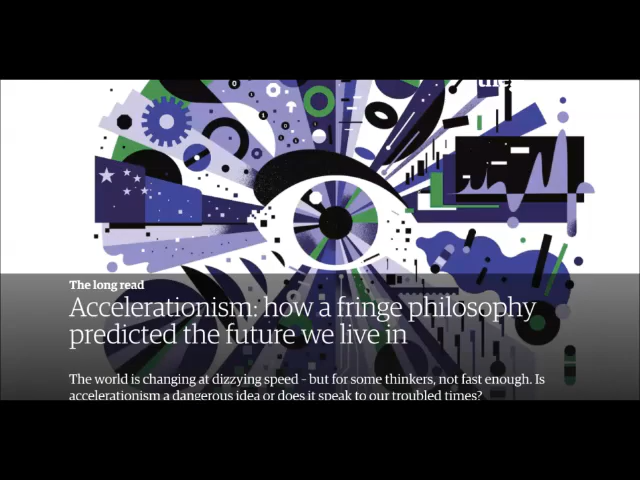 The long read
Accelerationism: how a fringe philosophy
predicted the future we live in
The world is changing at dizzying speed – but for some thinkers, not fast enough. Is
accelerationism a dangerous idea or does it speak to our troubled times?